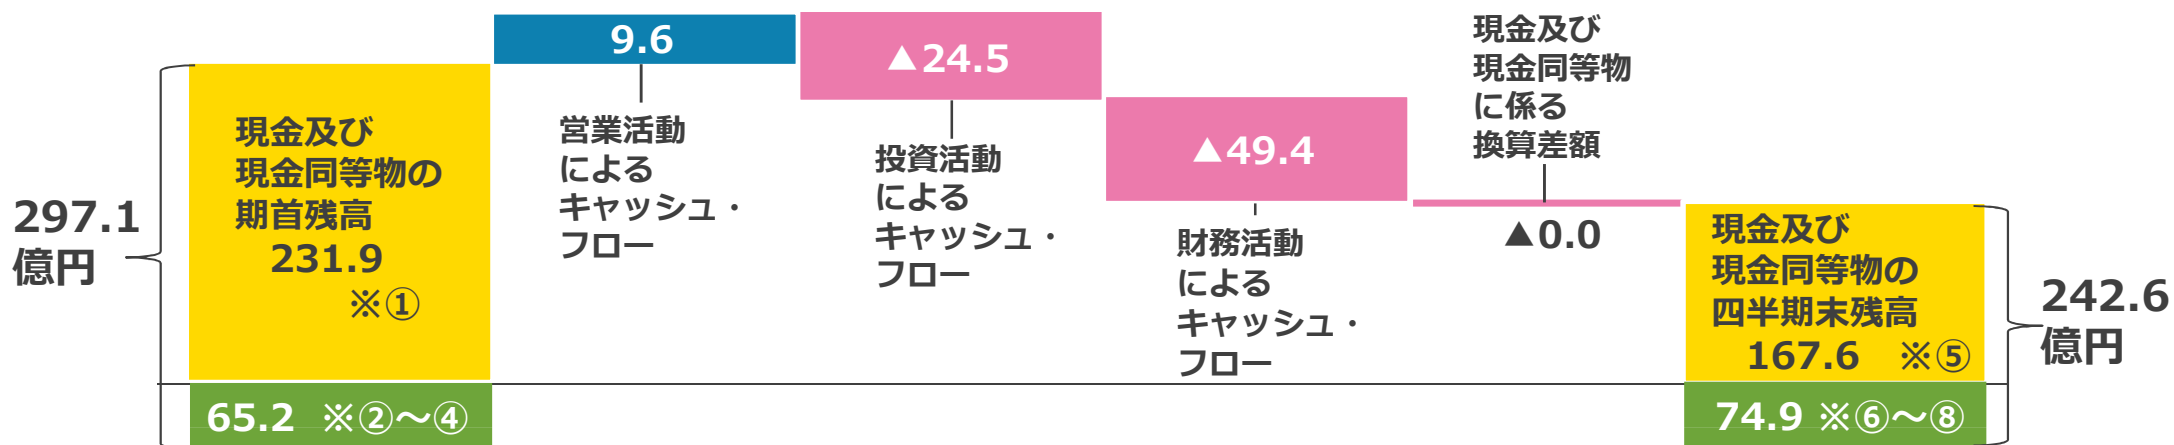 297.1
億円
現金及び
現金同等物の
期首残高
231.9
※①
65.2 ※②～④
9.6
営業活動
による
キャッシュ・
フロー
▲24.5
投資活動
による
キャッシュ・
フロー
▲49.4
財務活動
による
キャッシュ・
フロー
現金及び
現金同等物
に係る
換算差額
▲0.0
現金及び
現金同等物の
四半期末残高
167.6 ※⑤
74.9 ※⑥～⑧
242.6
億円